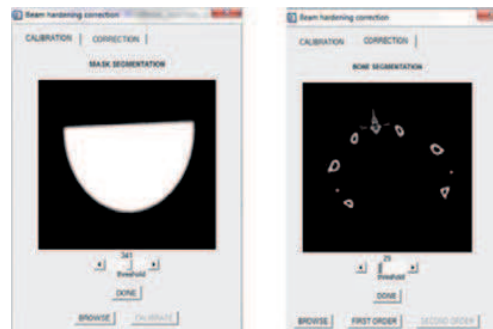 Beam hardening correction
CALIBRATION CORRECTION
MASK SEGMENTATION
341
threshold
DONE
BROWSE CALIBRATE
Beam hardening correction
CALIBRATION CORRECTION
BONE SEGMENTATION
25
threshold
DONE
BROWSE FIRST ORDER SECOND ORDER